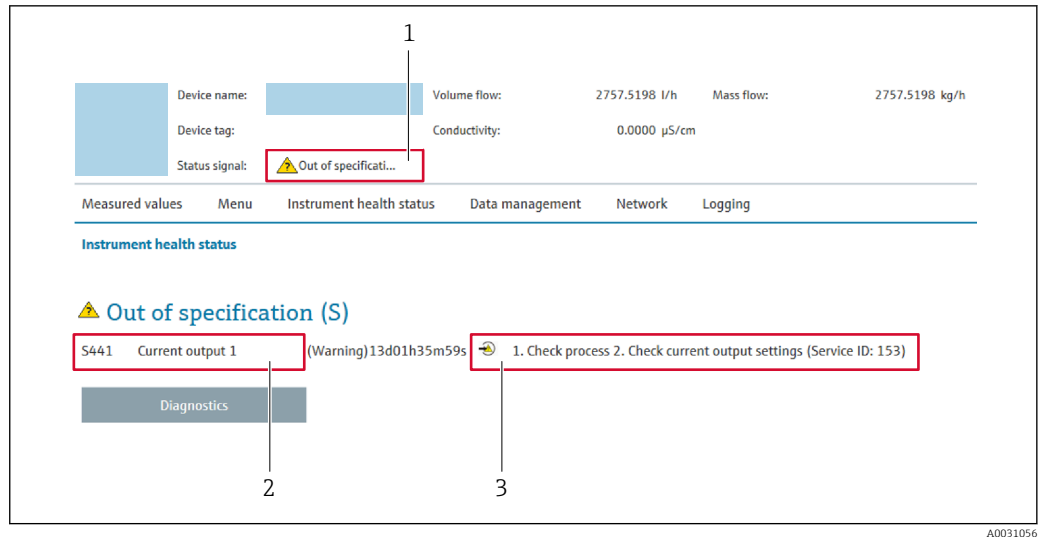 1
Device name: Volume flow: 2757.5198 l/h Mass flow: 2757.5198 kg/h
Device tag: Conductivity: 0.0000 µS/cm
Status signal: Out of specificati...
Measured values Menu Instrument health status Data management Network Logging
Instrument health status
Out of specification (S)
S441 Current output 1 (Warning)13d01h35m59s 1. Check process 2. Check current output settings (Service ID: 153)
Diagnostics
2 3
A0031056